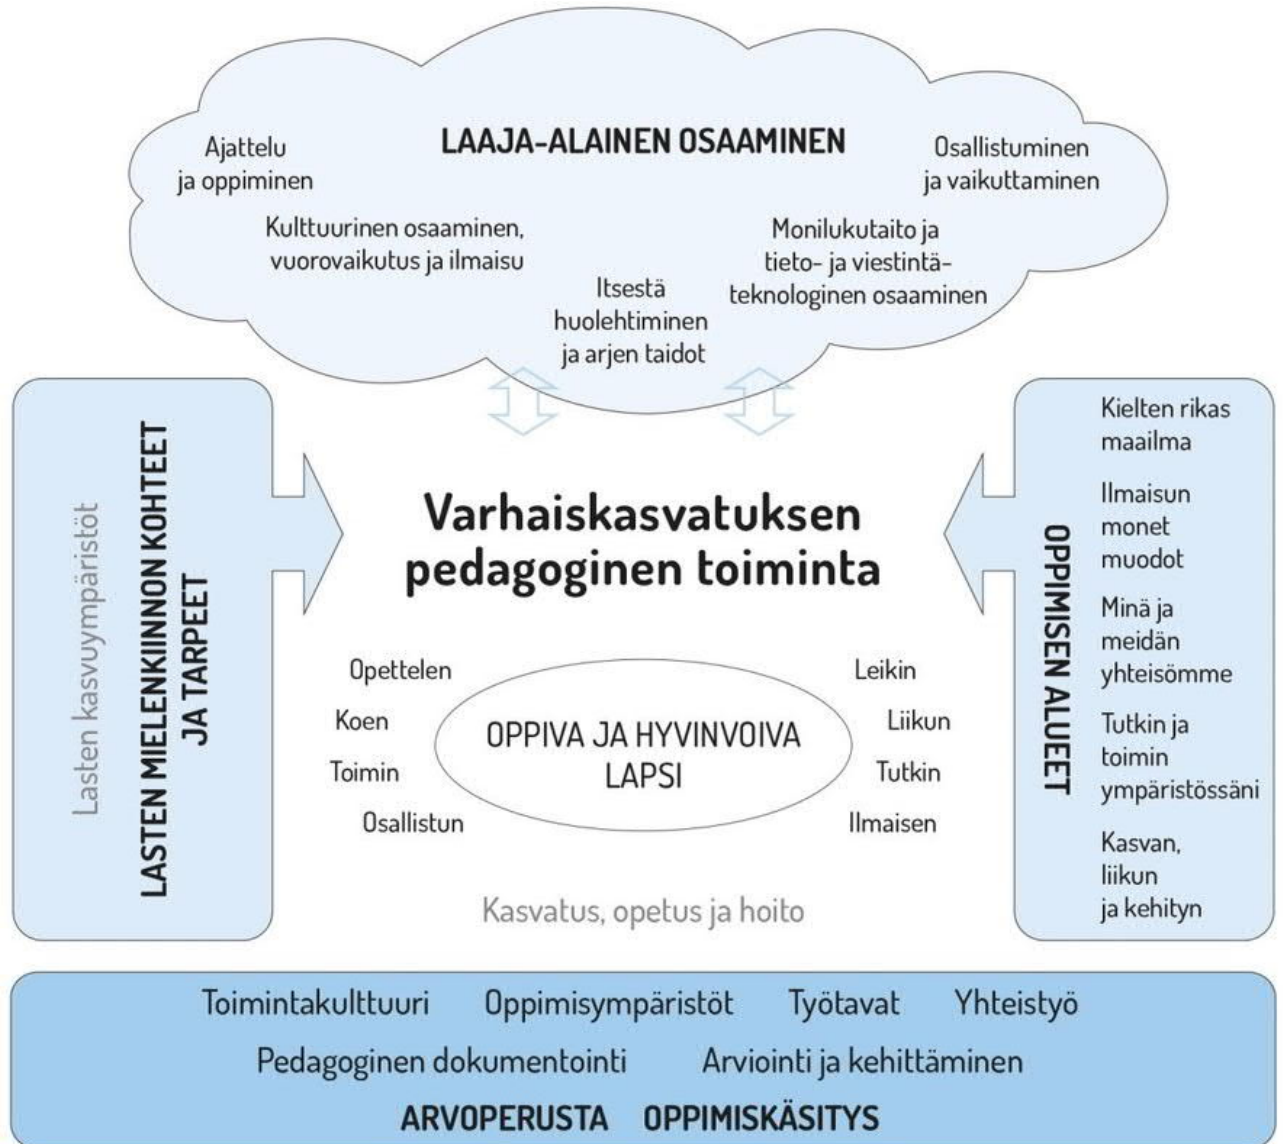 LAAJA-ALAINEN OSAAMINEN
Ajattelu
ja oppiminen
Kulttuurinen osaaminen,
vuorovaikutus ja ilmaisu
Itsestä
huolehtiminen
ja arjen taidot
Monilukutaito ja
tieto- ja viestintä-
teknologinen osaaminen
Osallistuminen
ja vaikuttaminen
Lasten kasvuympäristöt
LASTEN MIELENKIINNON KOHTEET
JA TARPEET
Varhaiskasvatuksen
pedagoginen toiminta
Opettelen
Koen
Toimin
Osallistun
OPPIVA JA HYVINVOIVA
LAPSI
Leikin
Liikun
Tutkin
Ilmaisen
Kasvatus, opetus ja hoito
OPPIMISEN ALUEET
Kielten rikas
maailma
Ilmaisun
monet
muodot
Minä ja
meidän
yhteisömme
Tutkin ja
toimin
ympäristössäni
Kasvan,
liikun
ja kehityn
Toimintakulttuuri Oppimisympäristöt Työtavat Yhteistyö
Pedagoginen dokumentointi Arviointi ja kehittäminen
ARVOPERUSTA OPPIMISKÄSITYS